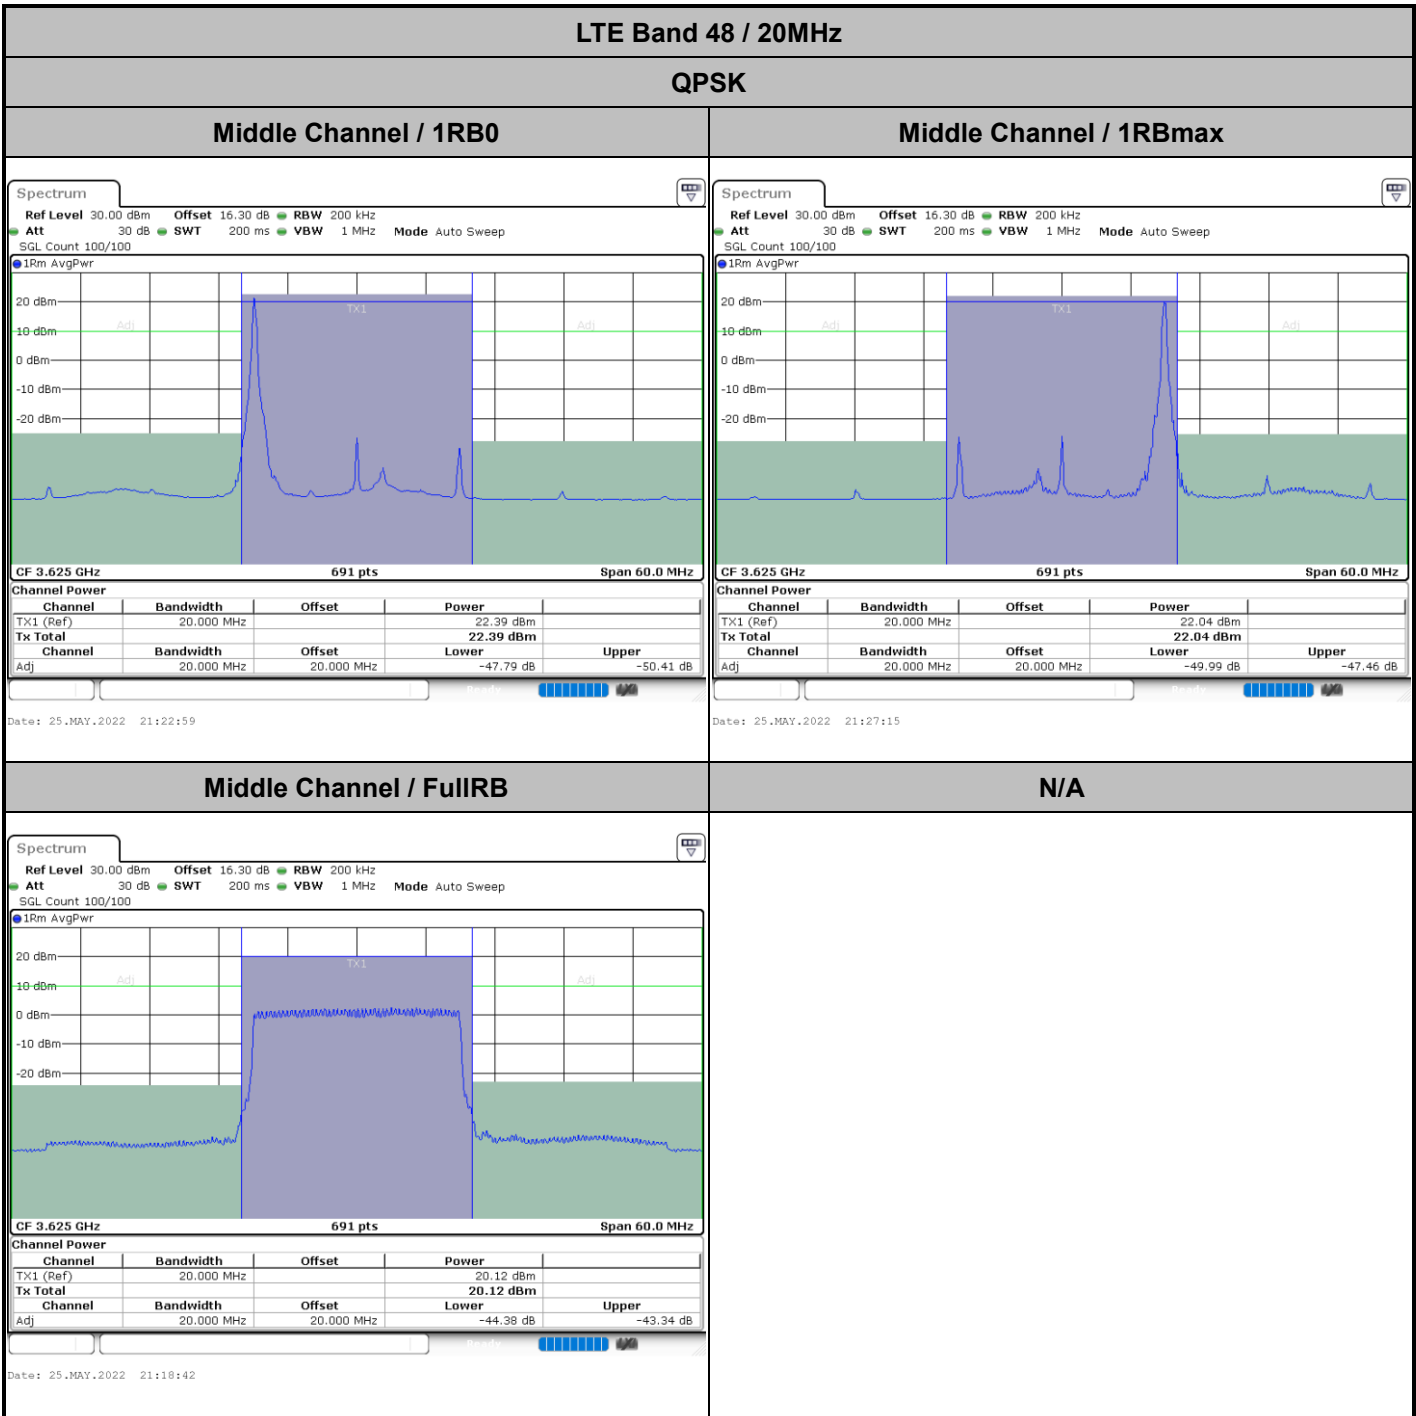 LTE Band 48 / 20MHz
QPSK
Middle Channel / 1RB0
Middle Channel / 1RBmax
Spectrum
Ref Level 30.00 dBm Offset 16.30 dB RBW 200 kHz
Att 30 dB SWT 200 ms VBW 1 MHz Mode Auto Sweep
SGL Count 100/100
1Rm AvgPwr
20 dBm
10 dBm
0 dBm
-10 dBm
-20 dBm
Adj
TX1
Adj
CF 3.625 GHz 691 pts Span 60.0 MHz
Channel Power
Channel Bandwidth Offset Power
TX1 (Ref) 20.000 MHz 22.39 dBm
Tx Total 22.39 dBm
Channel Bandwidth Offset Lower Upper
Adj 20.000 MHz 20.000 MHz -47.79 dB -50.41 dB
Ready
Date: 25.MAY.2022 21:22:59
Spectrum
Ref Level 30.00 dBm Offset 16.30 dB RBW 200 kHz
Att 30 dB SWT 200 ms VBW 1 MHz Mode Auto Sweep
SGL Count 100/100
1Rm AvgPwr
20 dBm
10 dBm
0 dBm
-10 dBm
-20 dBm
Adj
TX1
Adj
CF 3.625 GHz 691 pts Span 60.0 MHz
Channel Power
Channel Bandwidth Offset Power
TX1 (Ref) 20.000 MHz 22.04 dBm
Tx Total 22.04 dBm
Channel Bandwidth Offset Lower Upper
Adj 20.000 MHz 20.000 MHz -49.99 dB -47.46 dB
Ready
Date: 25.MAY.2022 21:27:15
Middle Channel / FullRB
N/A
Spectrum
Ref Level 30.00 dBm Offset 16.30 dB RBW 200 kHz
Att 30 dB SWT 200 ms VBW 1 MHz Mode Auto Sweep
SGL Count 100/100
1Rm AvgPwr
20 dBm
10 dBm
0 dBm
-10 dBm
-20 dBm
Adj
TX1
Adj
CF 3.625 GHz 691 pts Span 60.0 MHz
Channel Power
Channel Bandwidth Offset Power
TX1 (Ref) 20.000 MHz 20.12 dBm
Tx Total 20.12 dBm
Channel Bandwidth Offset Lower Upper
Adj 20.000 MHz 20.000 MHz -44.38 dB -43.34 dB
Ready
Date: 25.MAY.2022 21:18:42